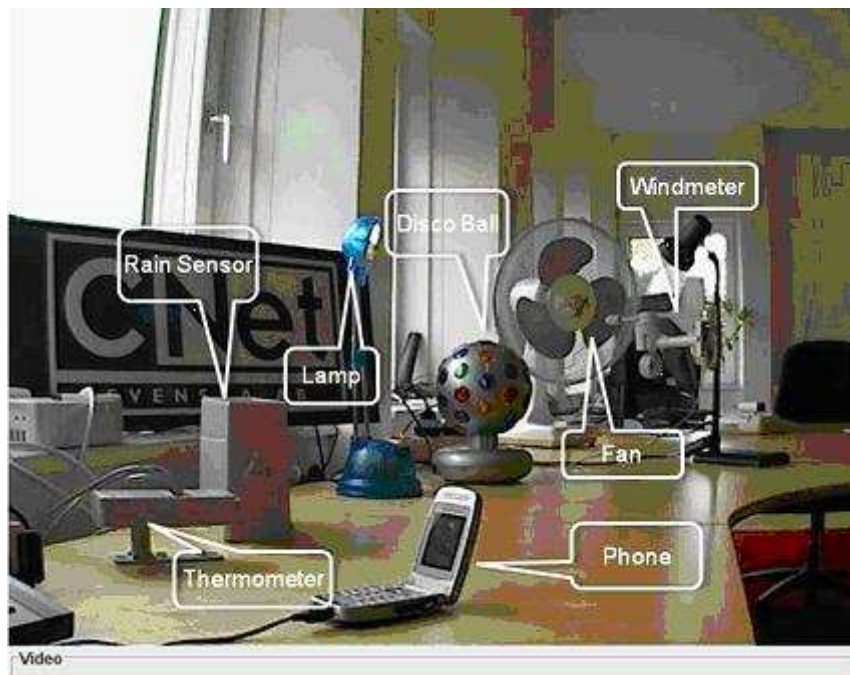 Windmeter
Disco Ball
Rain Sensor
CNet
Lamp
Fan
Phone
Thermometer
Video